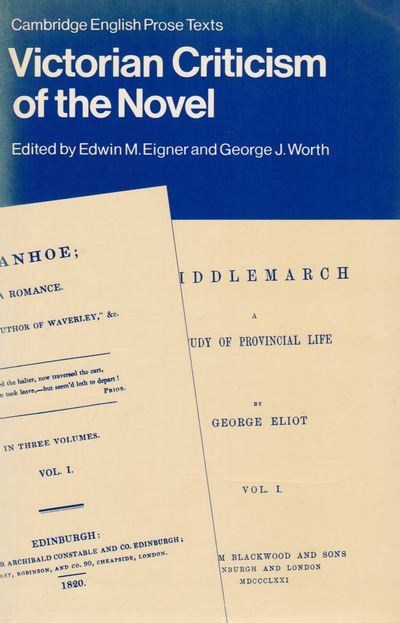 Cambridge English Prose Texts
Victorian Criticism
of the Novel
Edited by Edwin M. Eigner and George J. Worth
ANHOE;
A ROMANCE.
UTHOR OF WAVERLEY," &c.
d the halter, now traversed the cart,
n took leave,—but seem'd loth to depart!
PRIOR.
IN THREE VOLUMES.
VOL. I.
EDINBURGH:
R ARCHIBALD CONSTABLE AND CO. EDINBURGH;
RST, ROBINSON, AND CO. 90, CHEAPSIDE, LONDON.
1820.
IDDLEMARCH
A
UDY OF PROVINCIAL LIFE
BY
GEORGE ELIOT
VOL. I.
M BLACKWOOD AND SONS
NBURGH AND LONDON
MDCCCLXXI